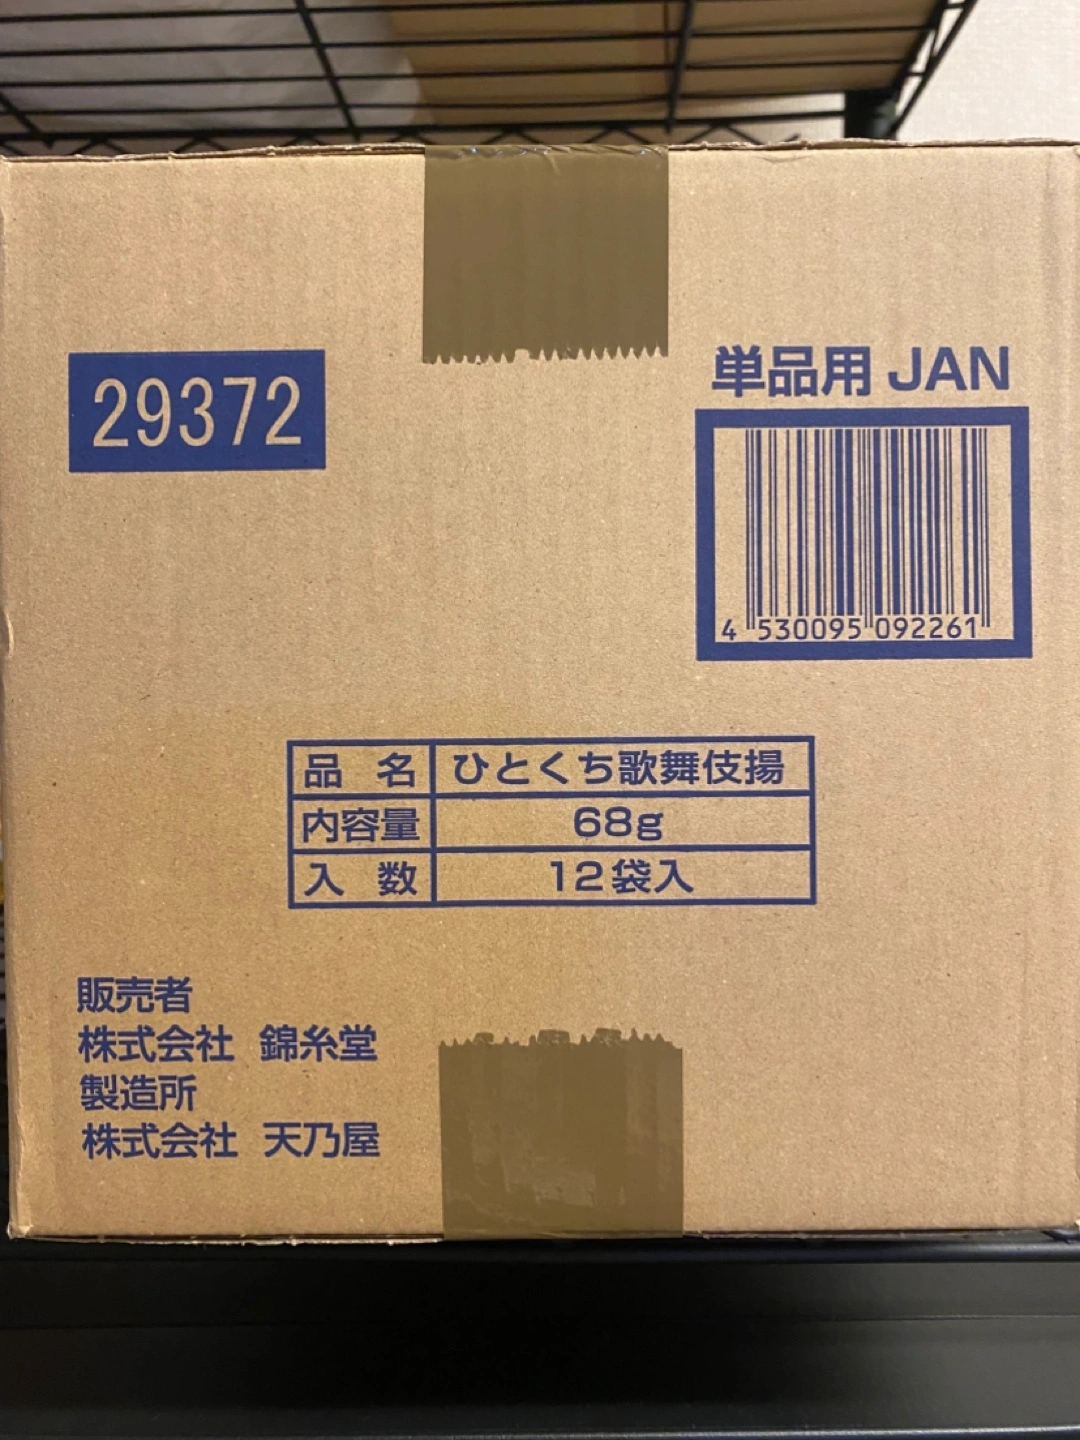 29372
単品用 JAN
4 530095 092261
品名 ひとくち歌舞伎揚
内容量 68g
入数 12袋入
販売者
株式会社 錦糸堂
製造所
株式会社 天乃屋